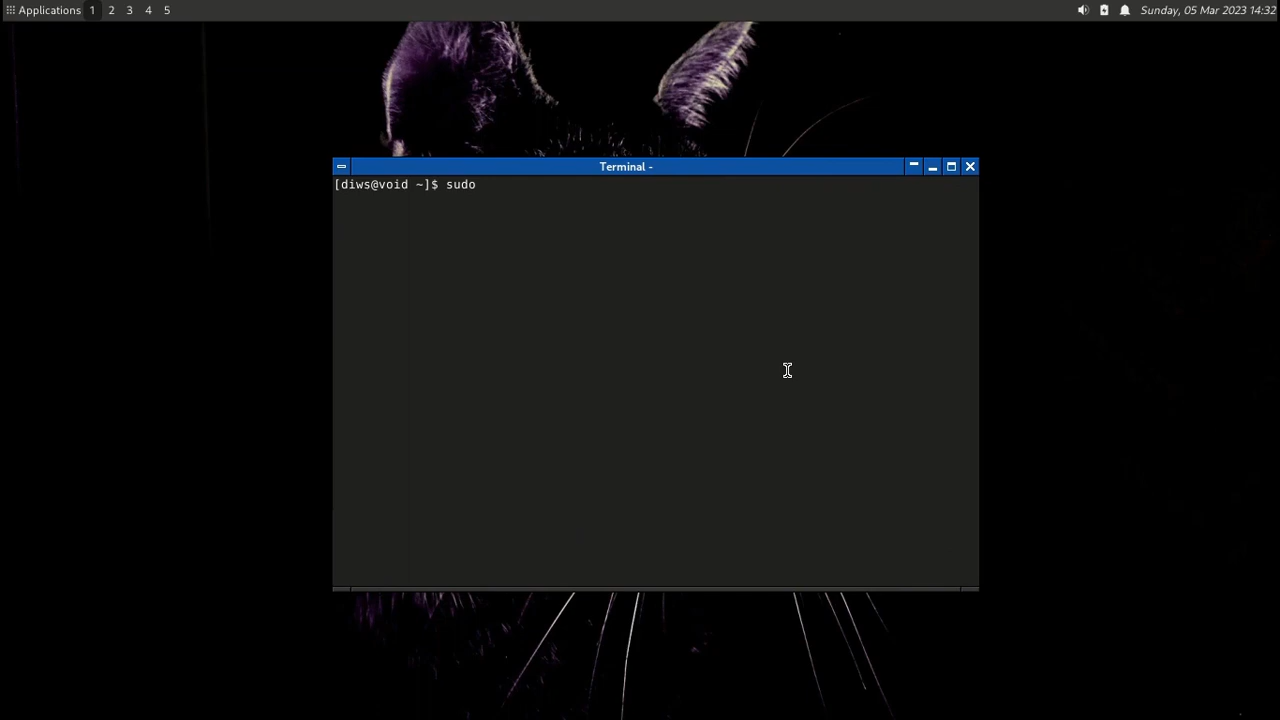 Applications 1 2 3 4 5 Sunday, 05 Mar 2023 14:32
Terminal -
[diws@void ~]$ sudo